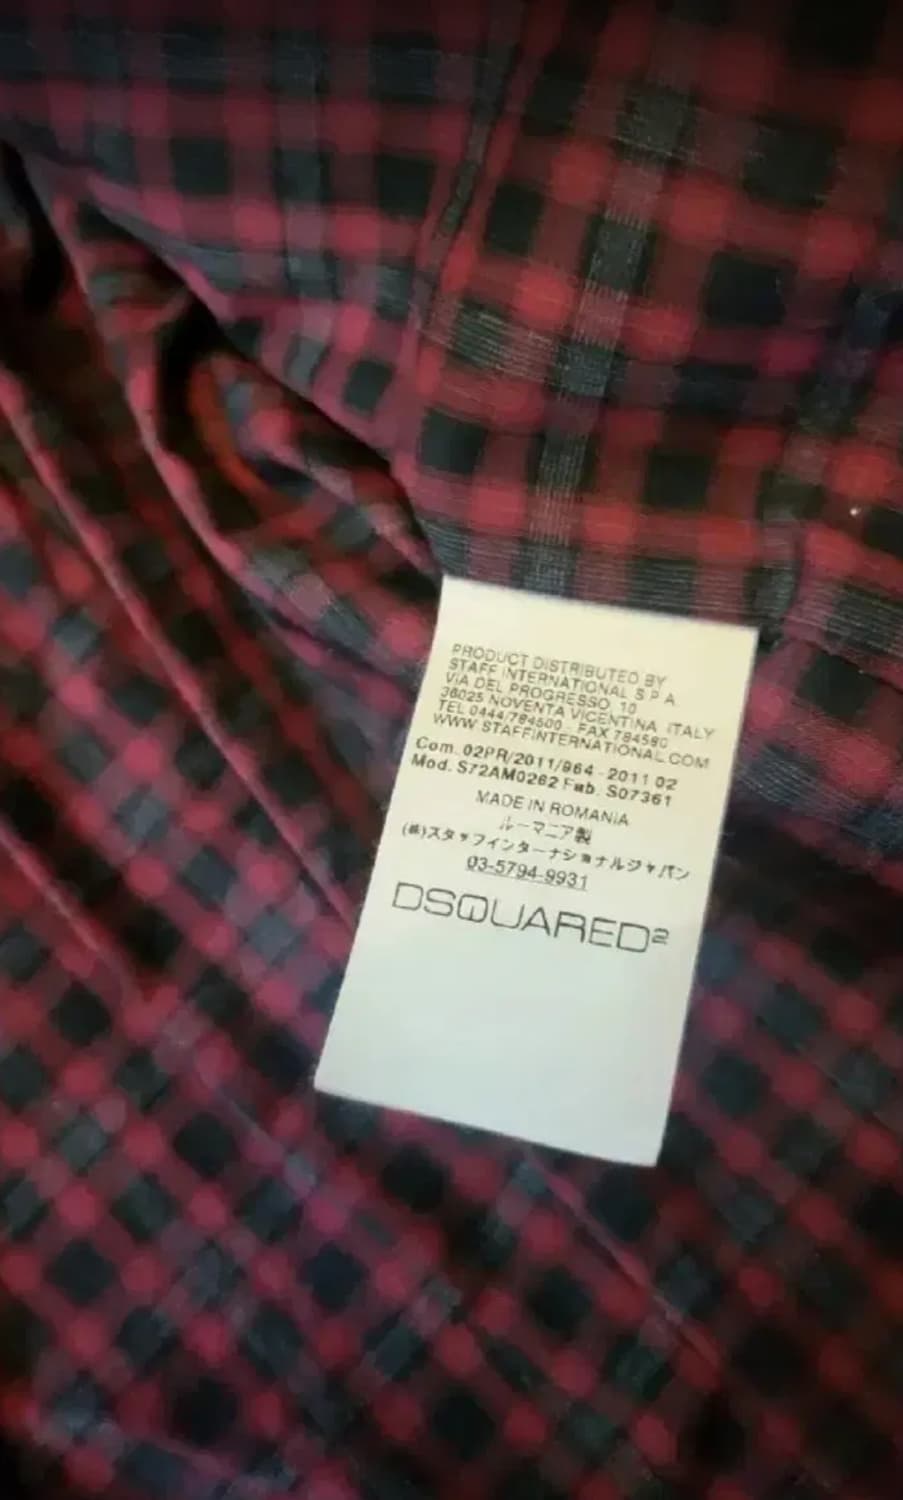 PRODUCT DISTRIBUTED BY
STAFF INTERNATIONAL S P A
VIA DEL PROGRESSO, 10
36025 NOVENTA VICENTINA, ITALY
TEL 0444/784600 - FAX 784580
WWW STAFFINTERNATIONAL.COM
Com. 02PR/2011/964 - 2011 02
Mod. S72AM0262 Fab. S07361
MADE IN ROMANIA
ルーマニア製
(株)スタッフインターナショナルジャパン
03-5794-9931
DSQUARED2